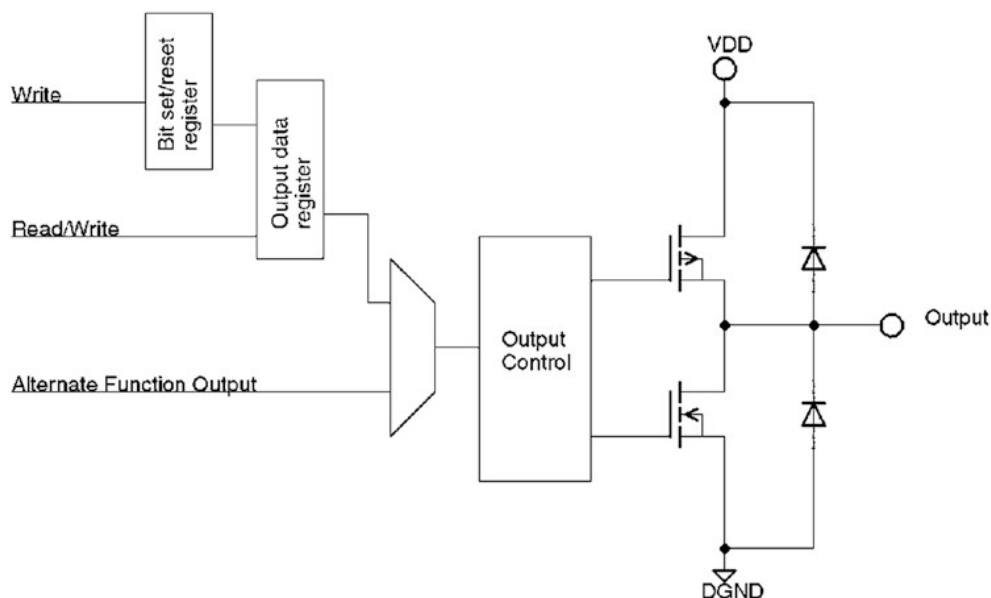 VDD
Write
Bit set/reset
register
Output data
register
Read/Write
Output
Output
Control
Alternate Function Output
DGND